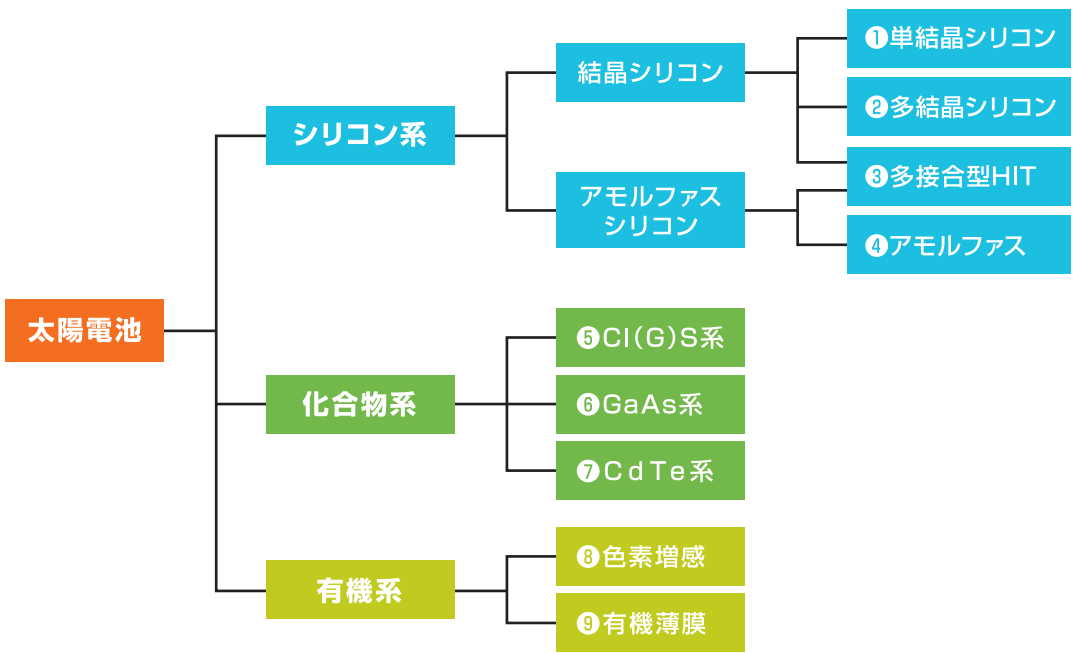 太陽電池
シリコン系
結晶シリコン
❶単結晶シリコン
❷多結晶シリコン
❸多接合型HIT
アモルファス
シリコン
❹アモルファス
化合物系
❺CI(G)S系
❻GaAs系
❼CdTe系
有機系
❽色素増感
❾有機薄膜